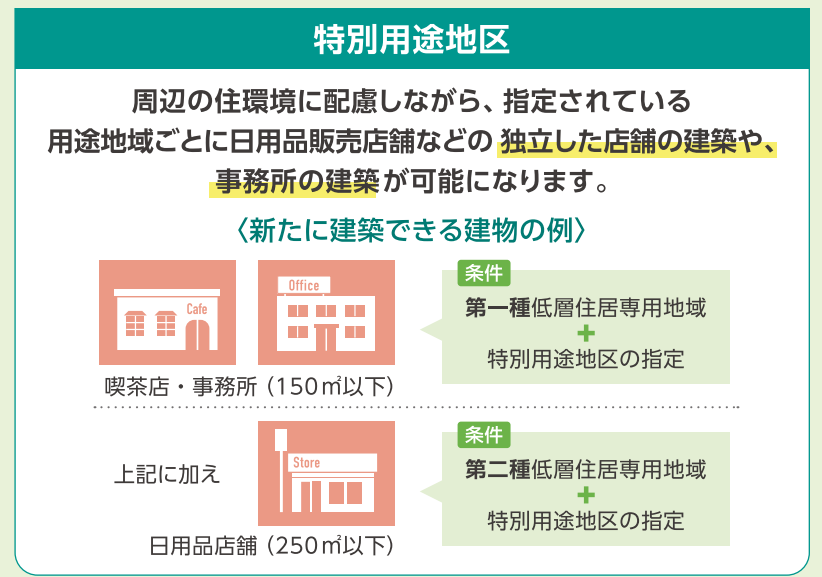 特別用途地区
周辺の住環境に配慮しながら、指定されている
用途地域ごとに日用品販売店舗などの独立した店舗の建築や、
事務所の建築が可能になります。
〈新たに建築できる建物の例〉
Cafe
Office
喫茶店・事務所（150㎡以下）
条件
第一種低層住居専用地域
+
特別用途地区の指定
上記に加え
Store
日用品店舗（250㎡以下）
条件
第二種低層住居専用地域
+
特別用途地区の指定